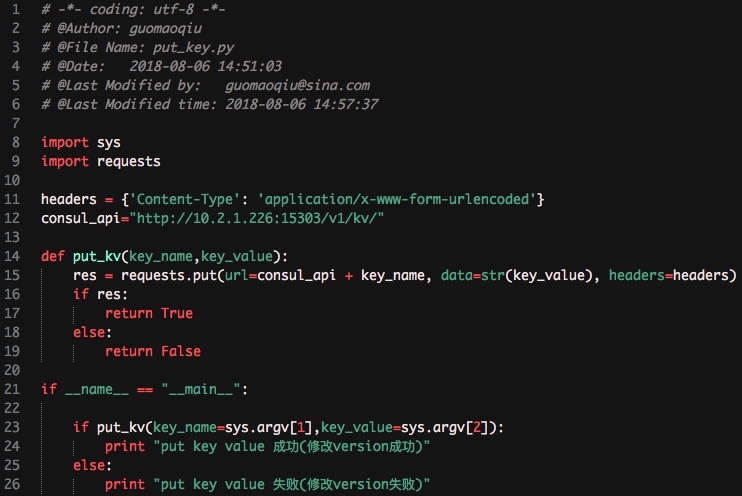 1 # -*- coding: utf-8 -*-
2 # @Author: guomaoqiu
3 # @File Name: put_key.py
4 # @Date:   2018-08-06 14:51:03
5 # @Last Modified by:   guomaoqiu@sina.com
6 # @Last Modified time: 2018-08-06 14:57:37
7
8 import sys
9 import requests
10
11 headers = {'Content-Type': 'application/x-www-form-urlencoded'}
12 consul_api="http://10.2.1.226:15303/v1/kv/"
13
14 def put_kv(key_name,key_value):
15     res = requests.put(url=consul_api + key_name, data=str(key_value), headers=headers)
16     if res:
17         return True
18     else:
19         return False
20
21 if __name__ == "__main__":
22
23     if put_kv(key_name=sys.argv[1],key_value=sys.argv[2]):
24         print "put key value 成功(修改version成功)"
25     else:
26         print "put key value 失败(修改version失败)"